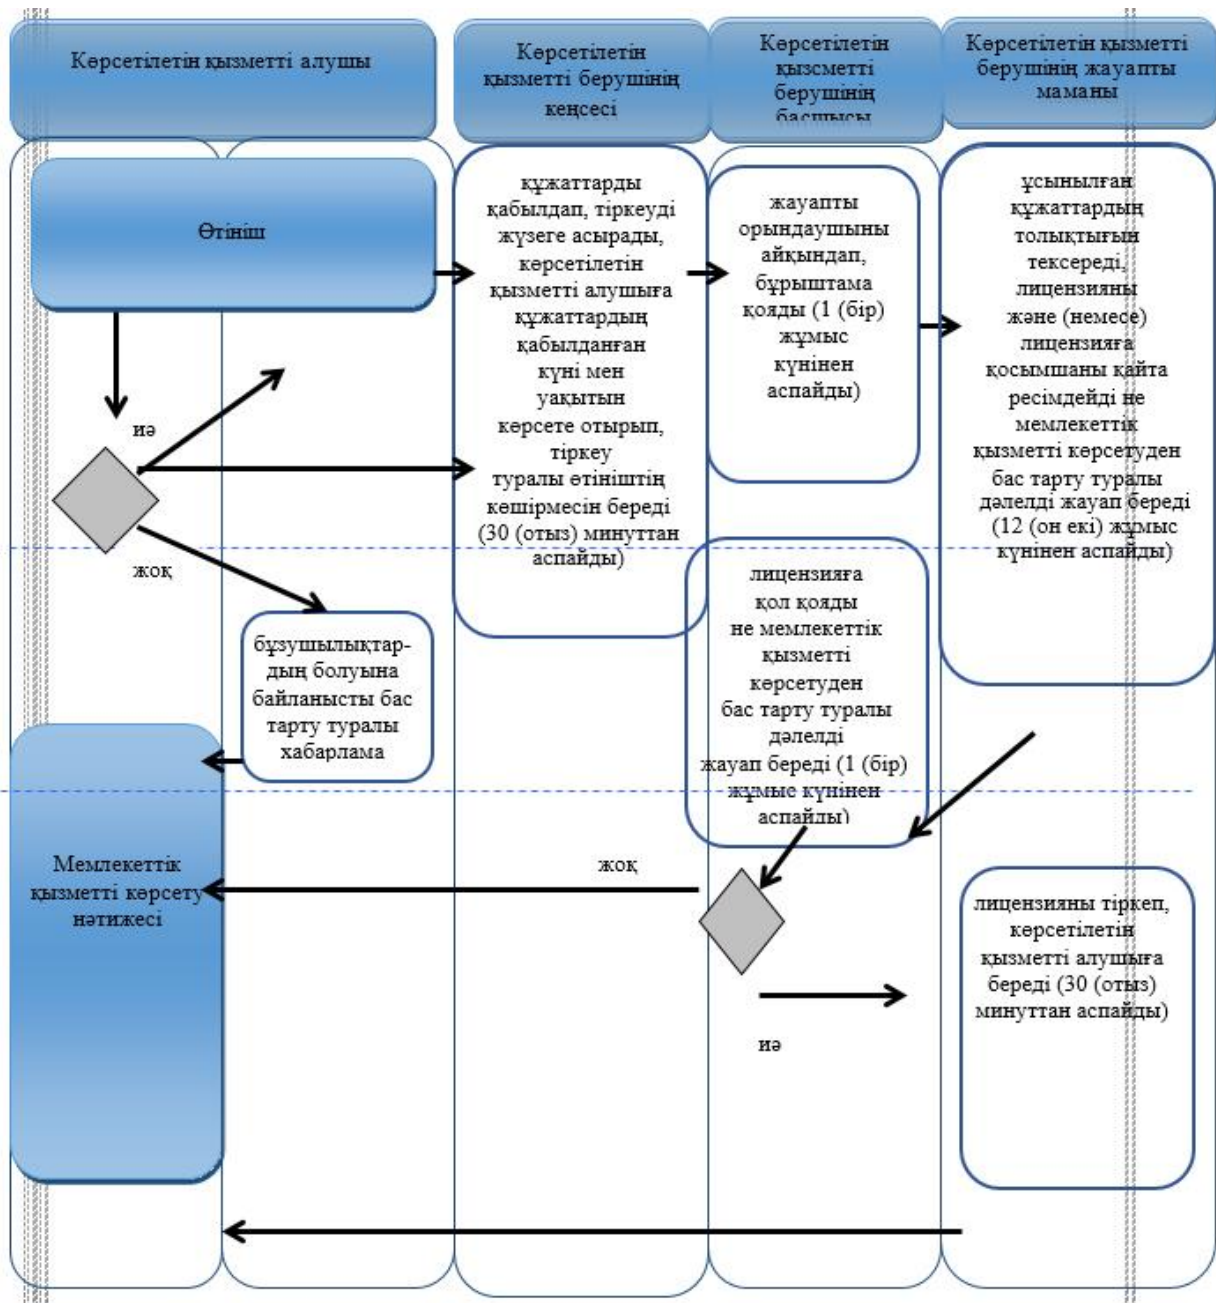 Көрсетілетін қызметті алушы
Көрсетілетін
қызметті берушінің
кеңсесі
Көрсетілетін
қызсметті
берушінің
басшысы
Көрсетілетін қызметті
берушінің жауапты
маманы
Өтініш
құжаттарды
қабылдап, тіркеуді
жүзеге асырады,
көрсетілетін
қызметті алушыға
құжаттардың
қабылданған
күні мен
уақытын
көрсете отырып,
тіркеу
туралы өтініштің
көшірмесін береді
(30 (отыз) минуттан
аспайды)
жауапты
орындаушыны
айқындап,
бұрыштама
қояды (1 (бір)
жұмыс
күнінен
аспайды)
ұсынылған
құжаттардың
толықтығын
тексереді,
лицензияны
және (немесе)
лицензияға
қосымшаны қайта
ресімдейді не
мемлекеттік
қызметті көрсетуден
бас тарту туралы
дәлелді жауап береді
(12 (он екі) жұмыс
күнінен аспайды)
иә
жоқ
бұзушылықтар-
дың болуына
байланысты бас
тарту туралы
хабарлама
лицензияға
қол қояды
не мемлекеттік
қызметті
көрсетуден
бас тарту туралы
дәлелді
жауап береді (1 (бір)
жұмыс күнінен
аспайды)
Мемлекеттік
қызметті көрсету
нәтижесі
жоқ
иә
лицензияны тіркеп,
көрсетілетін
қызметті алушыға
береді (30 (отыз)
минуттан аспайды)